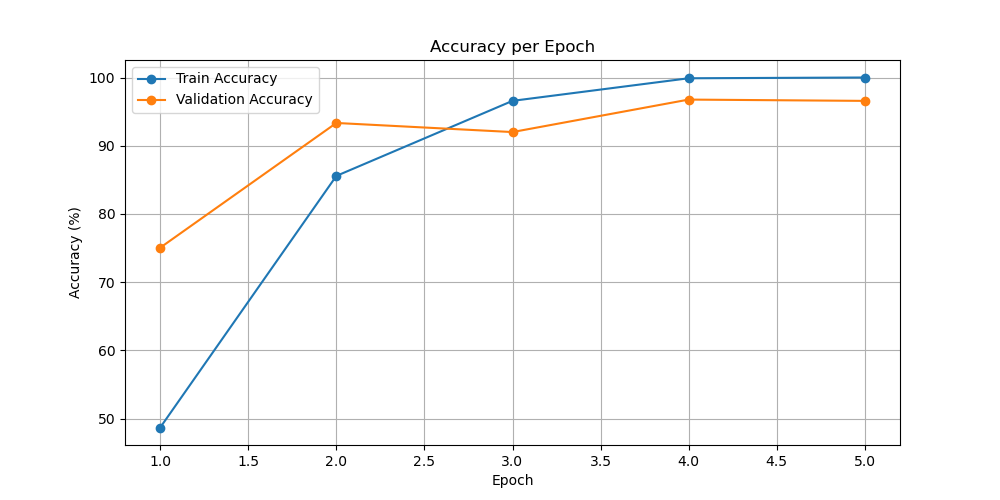 Accuracy per Epoch
Train Accuracy
Validation Accuracy
100
90
80
70
60
50
Accuracy (%)
1.0 1.5 2.0 2.5 3.0 3.5 4.0 4.5 5.0
Epoch